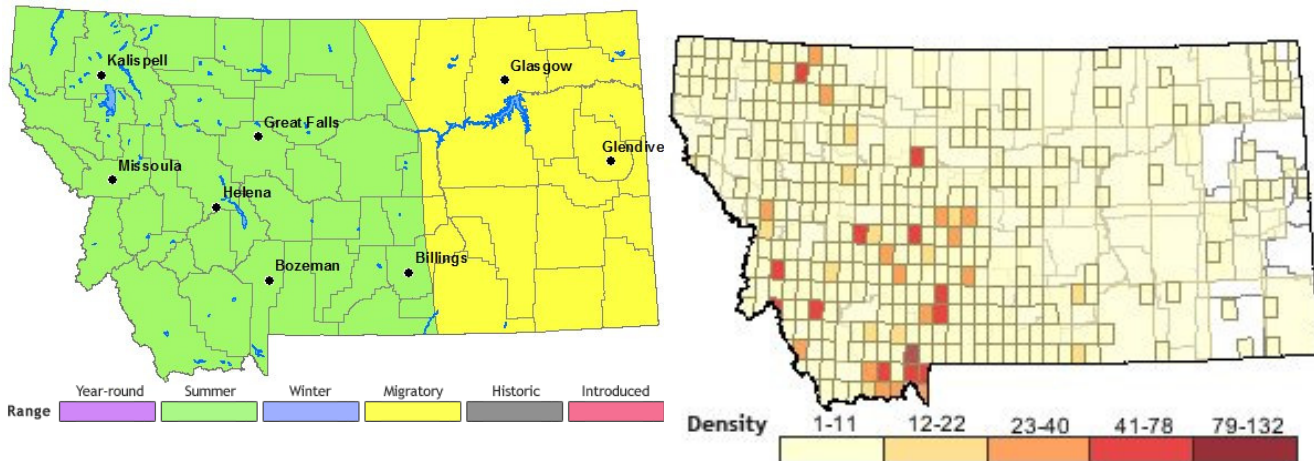 Kalispell
Glasgow
Great Falls
Glendive
Missoula
Helena
Billings
Bozeman
Year-round Summer Winter Migratory Historic Introduced
Range
Density 1-11 12-22 23-40 41-78 79-132